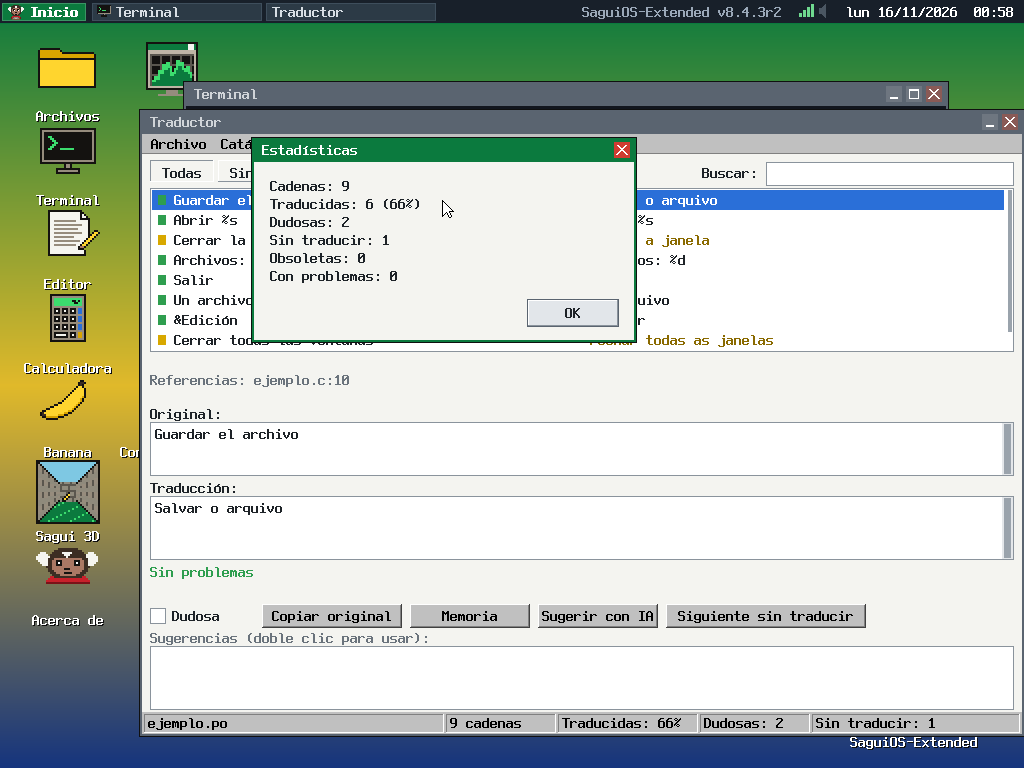 Inicio
Terminal
Traductor
SaguiOS-Extended v8.4.3r2
lun 16/11/2026
00:58
Archivos
Terminal
Editor
Calculadora
Banana
Sagui 3D
Acerca de
Terminal
Traductor
Archivo
Todas
Buscar:
Guardar
o arquivo
Abrir %s
%s
Cerrar la
a janela
Archivos:
%d
Salir
Un archivo
&Edición
Cerrar todas las ventanas
Fechar todas as janelas
Estadísticas
Cadenas: 9
Traducidas: 6 (66%)
Dudosas: 2
Sin traducir: 1
Obsoletas: 0
Con problemas: 0
OK
Referencias: ejemplo.c:10
Original:
Guardar el archivo
Traducción:
Salvar o arquivo
Sin problemas
Dudosa
Copiar original
Memoria
Sugerir con IA
Siguiente sin traducir
Sugerencias (doble clic para usar):
ejemplo.po
9 cadenas
Traducidas: 66%
Dudosas: 2
Sin traducir: 1
SaguiOS-Extended